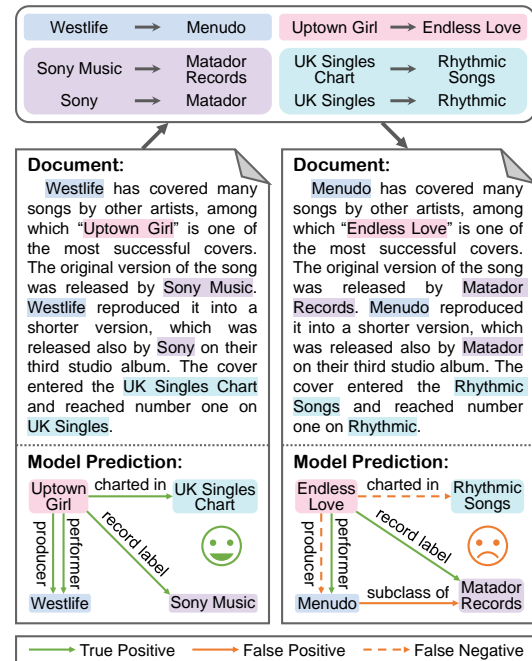 Westlife → Menudo Uptown Girl → Endless Love
Sony Music → Matador Records UK Singles Chart → Rhythmic Songs
Sony → Matador UK Singles → Rhythmic
Document:
Westlife has covered many
songs by other artists, among
which “Uptown Girl” is one of
the most successful covers.
The original version of the song
was released by Sony Music.
Westlife reproduced it into a
shorter version, which was
released also by Sony on their
third studio album. The cover
entered the UK Singles Chart
and reached number one on
UK Singles.
Model Prediction:
Uptown Girl
charted in
UK Singles Chart
producer
performer
record label
Westlife
Sony Music
Document:
Menudo has covered many
songs by other artists, among
which “Endless Love” is one of
the most successful covers.
The original version of the song
was released by Matador
Records. Menudo reproduced
it into a shorter version, which
was released also by Matador
on their third studio album. The
cover entered the Rhythmic
Songs and reached number
one on Rhythmic.
Model Prediction:
Endless Love
charted in
Rhythmic Songs
producer
performer
record label
Menudo
subclass of
Matador Records
True Positive False Positive False Negative